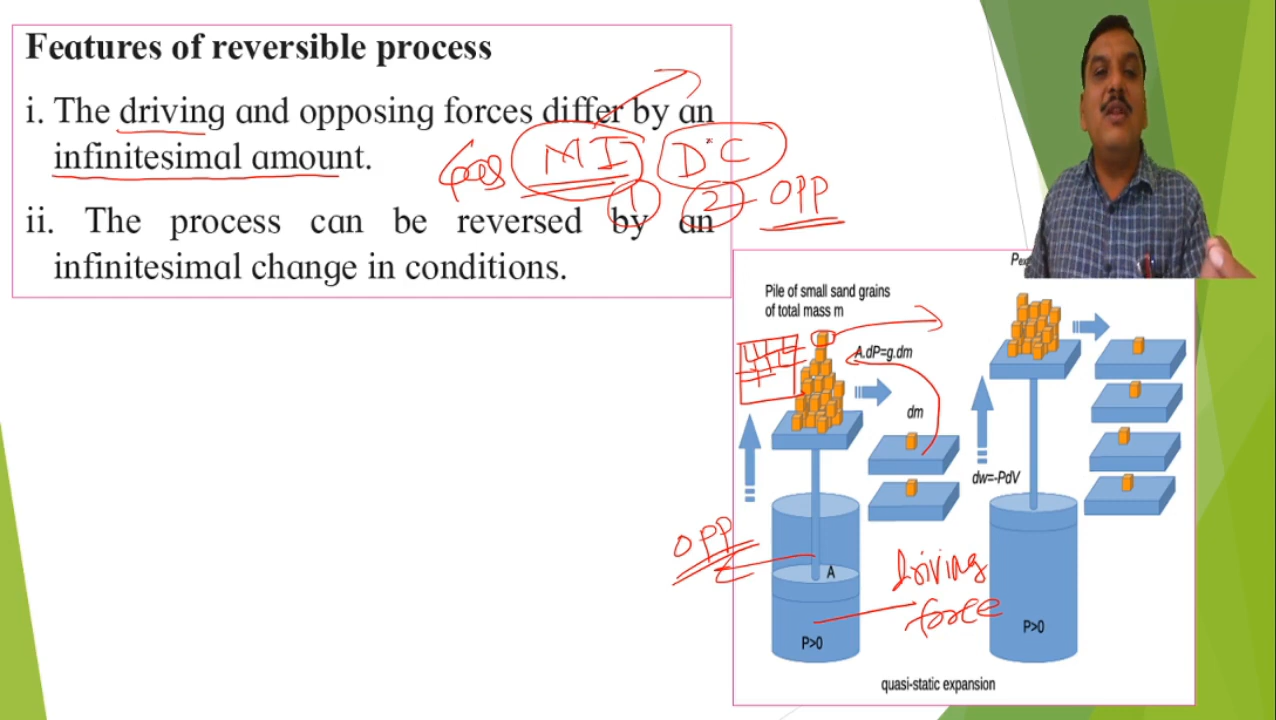 Features of reversible process
i. The driving and opposing forces differ by an
infinitesimal amount.
MI DC
1 2 OPP
ii. The process can be reversed by an
infinitesimal change in conditions.
Pex
Pile of small sand grains
of total mass m
A.dP=g.dm
dm
dw=-PdV
OPP
A
driving
force
P>0
P>0
quasi-static expansion